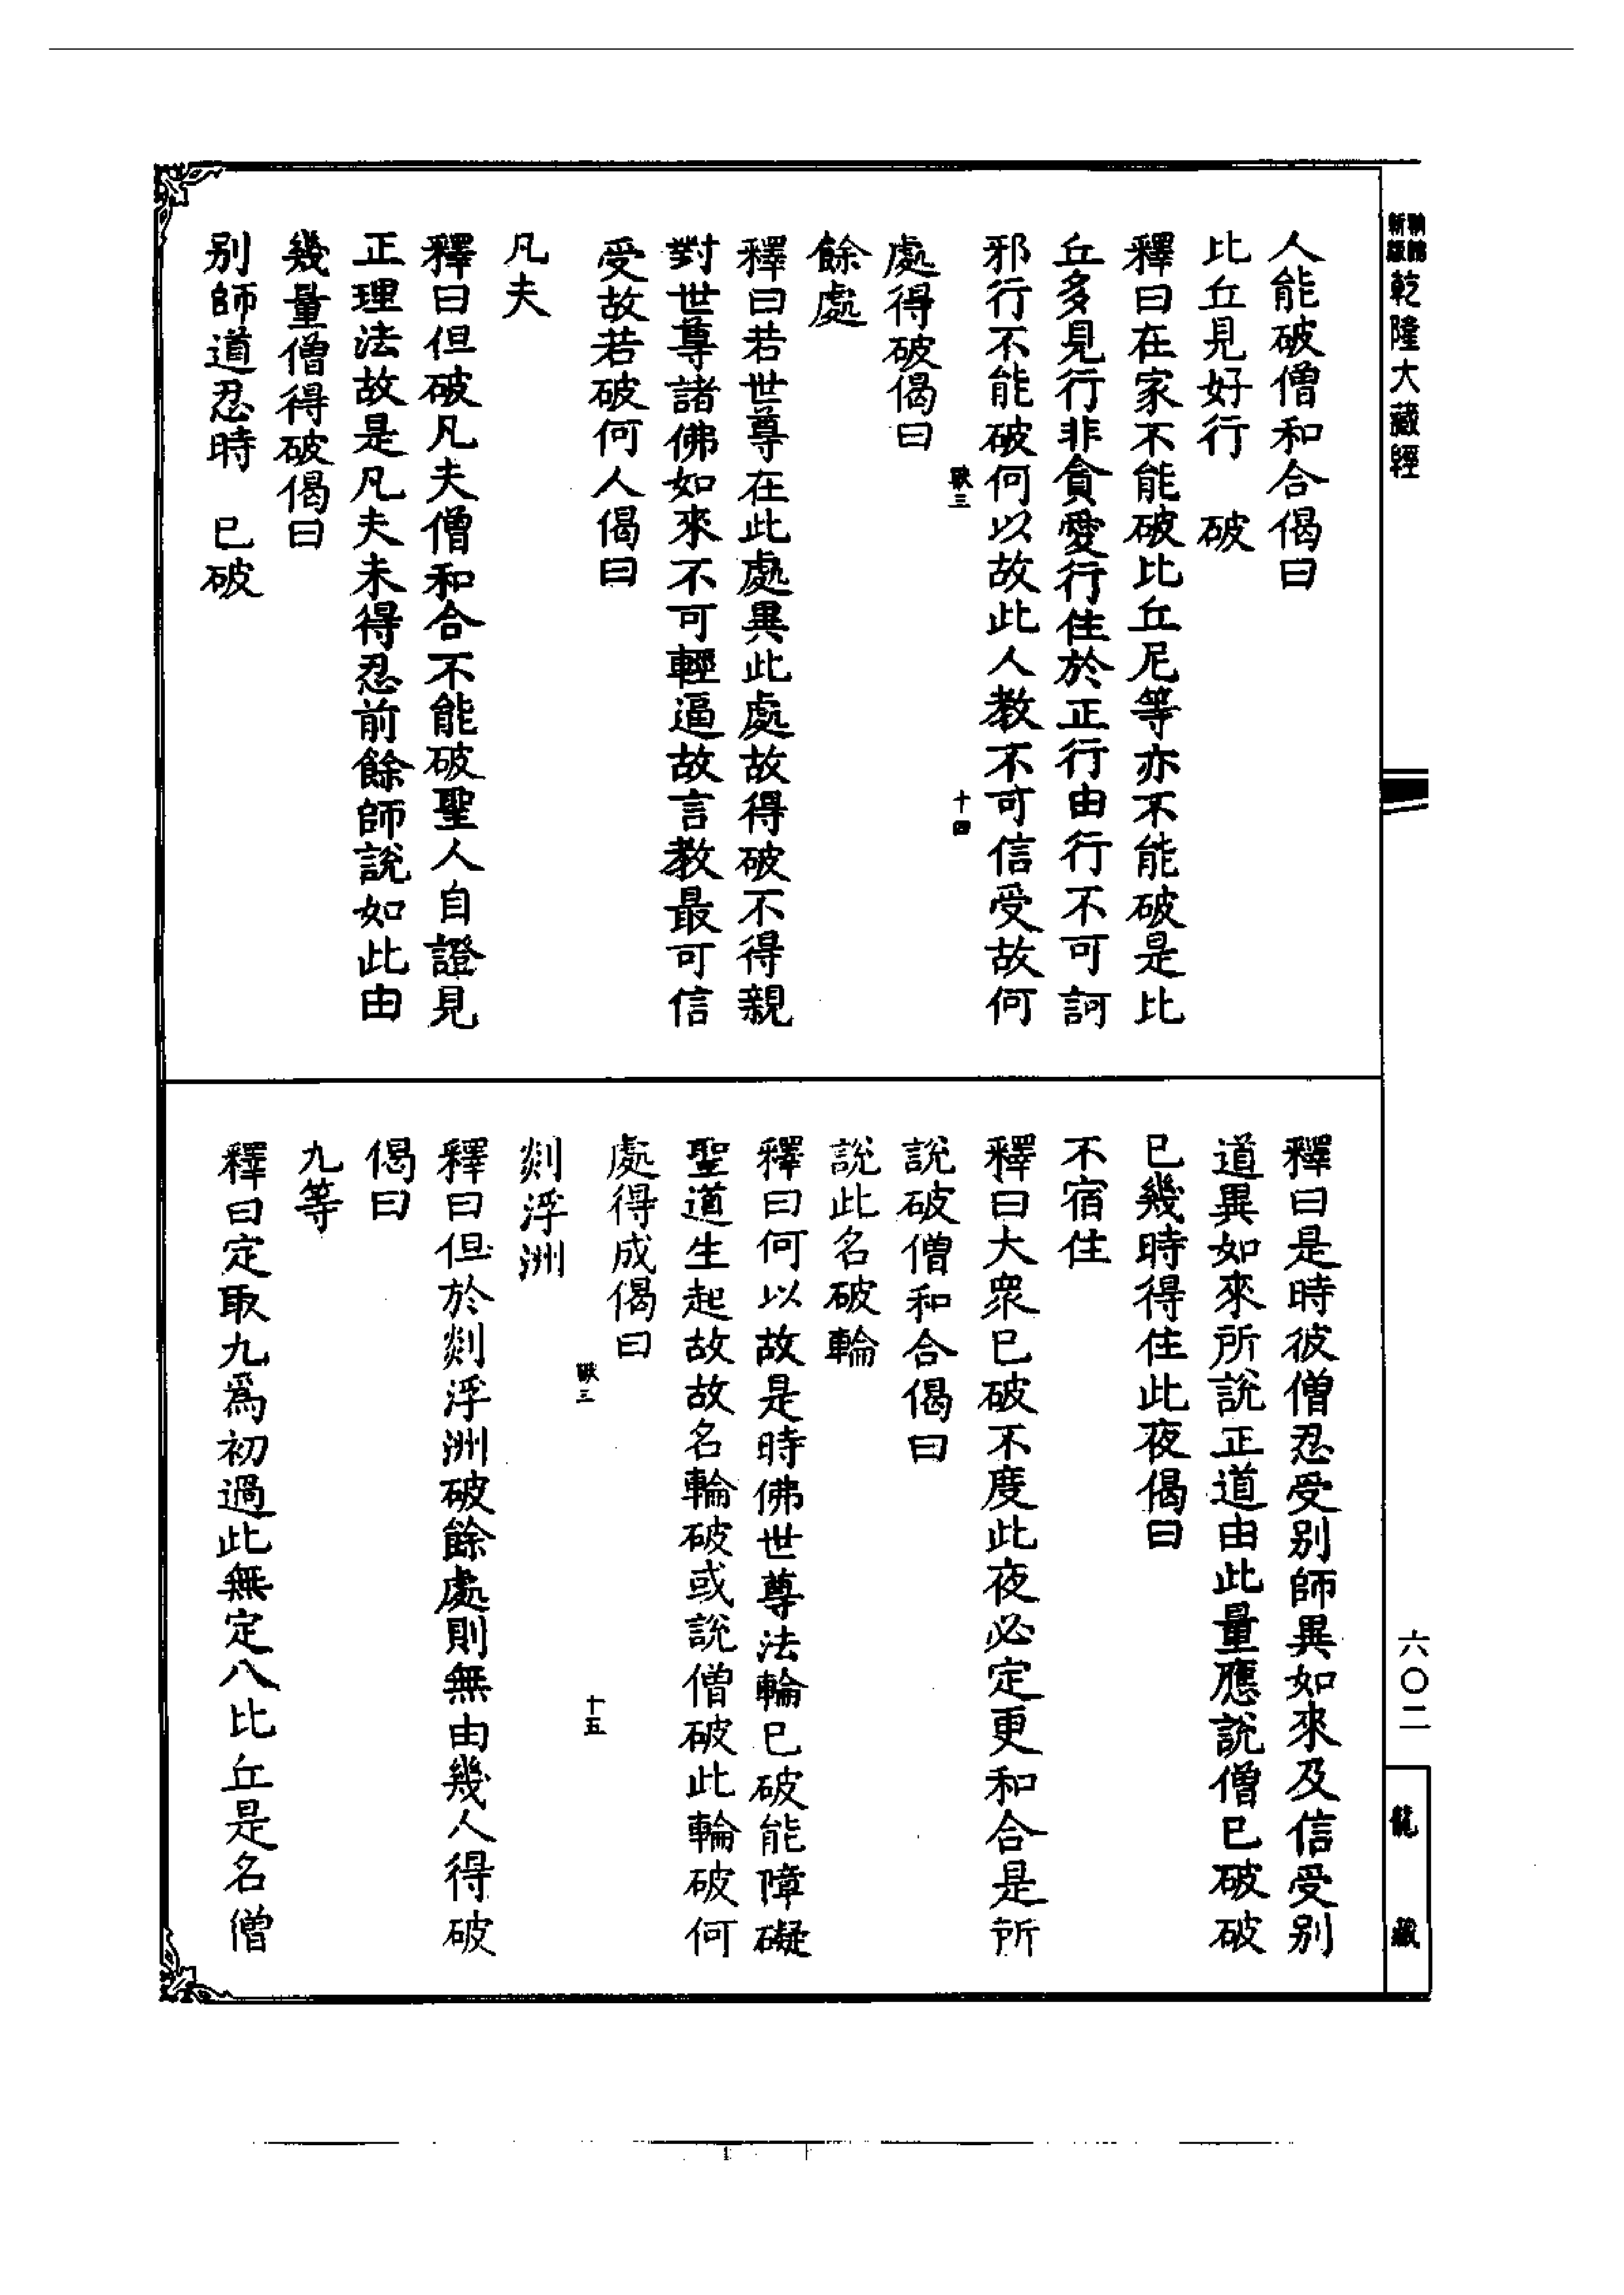 乾隆大藏經
人能破僧和合偈曰
比丘見好行　破
釋曰在家不能破比丘尼等亦不能破是比
丘多見行非貪愛行住於正行由行不可訶
邪行不能破何以故此人教不可信受故何
處得破偈曰
餘處
釋曰若世尊在此處異此處故得破不得親
對世尊諸佛如來不可輕逼故言教最可信
受故若破何人偈曰
凡夫
釋曰但破凡夫僧和合不能破聖人自證見
正理法故是凡夫未得忍前餘師說如此由
幾量僧得破偈曰
别師道忍時　已破
十四
釋曰是時彼僧忍受别師異如來及信受别
道異如來所說正道由此量應說僧已破破
已幾時得住此夜偈曰
不宿住
釋曰大眾已破不度此夜必定更和合是所
說破僧和合偈曰
說此名破輪
釋曰何以故是時佛世尊法輪已破能障礙
聖道生起故故名輪破或說僧破此輪破何
處得成偈曰
剡浮洲
釋曰但於剡浮洲破餘處則無由幾人得破
偈曰
九等
釋曰定取九爲初過此無定八比丘是名僧
十五
六〇二
龍藏